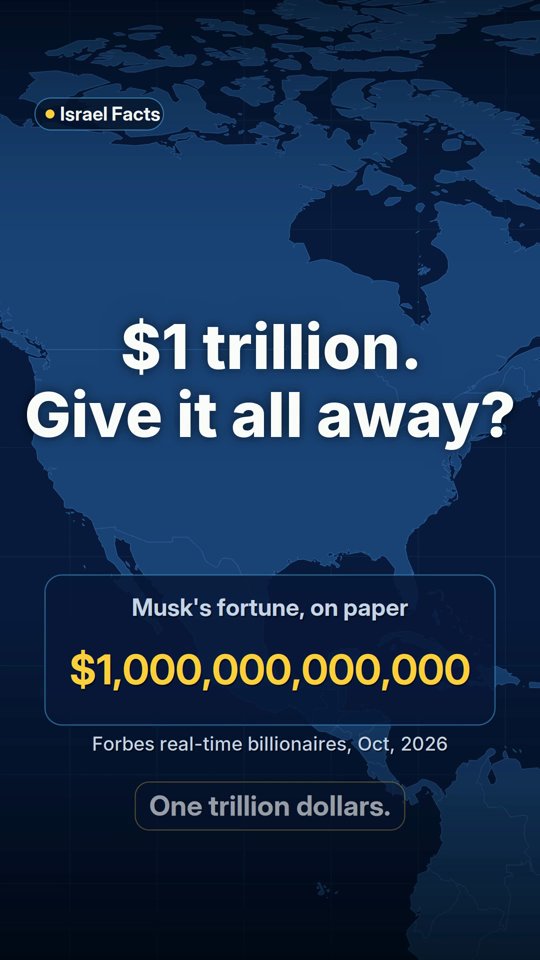 Israel Facts
$1 trillion.
Give it all away?
Musk's fortune, on paper
$1,000,000,000,000
Forbes real-time billionaires, Oct, 2026
One trillion dollars.